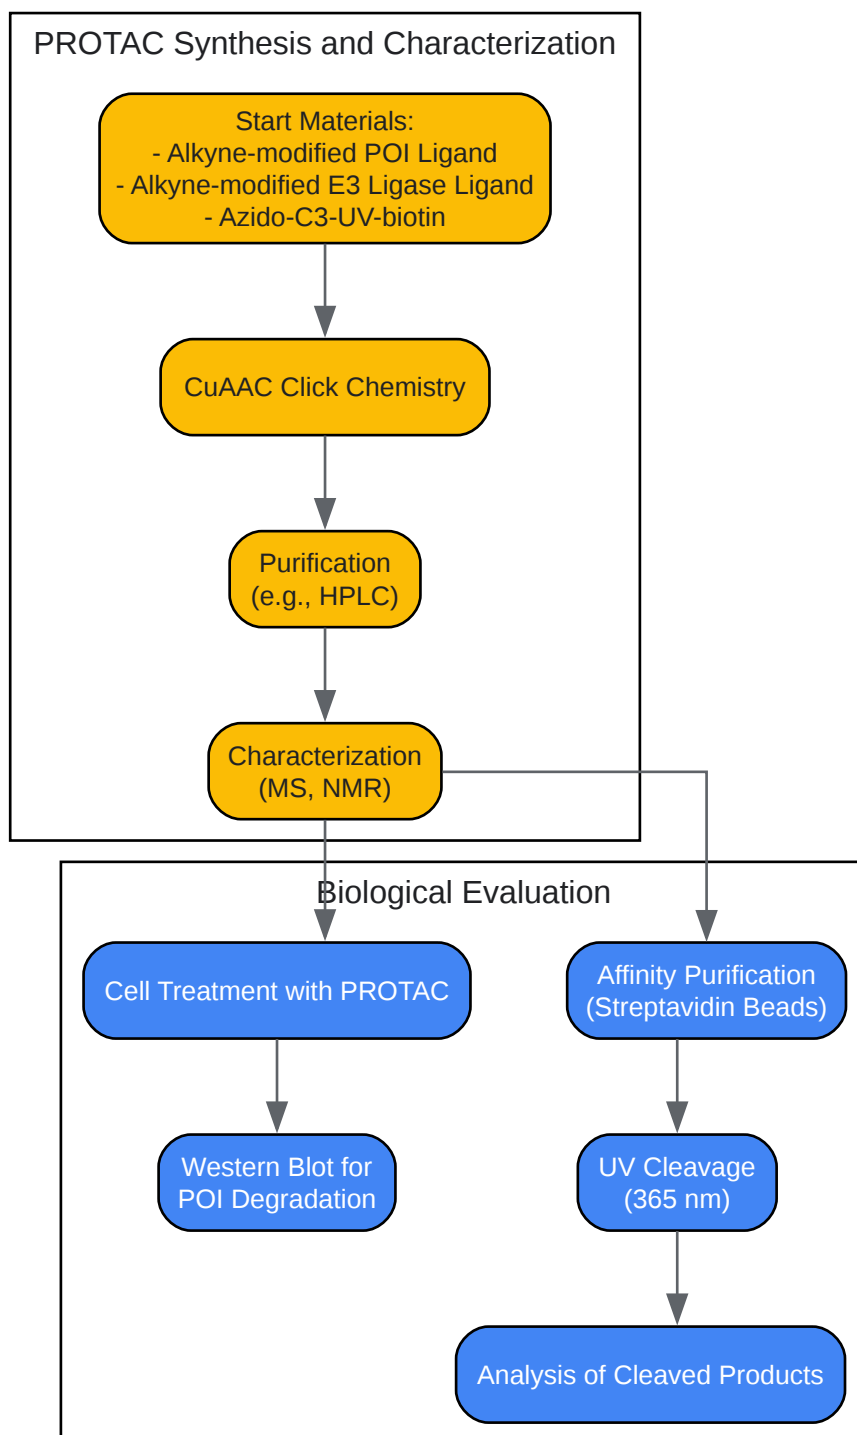 PROTAC Synthesis and Characterization
Start Materials:
- Alkyne-modified POI Ligand
- Alkyne-modified E3 Ligase Ligand
- Azido-C3-UV-biotin
CuAAC Click Chemistry
Purification
(e.g., HPLC)
Characterization
(MS, NMR)
Biological Evaluation
Cell Treatment with PROTAC
Western Blot for
POI Degradation
Affinity Purification
(Streptavidin Beads)
UV Cleavage
(365 nm)
Analysis of Cleaved Products